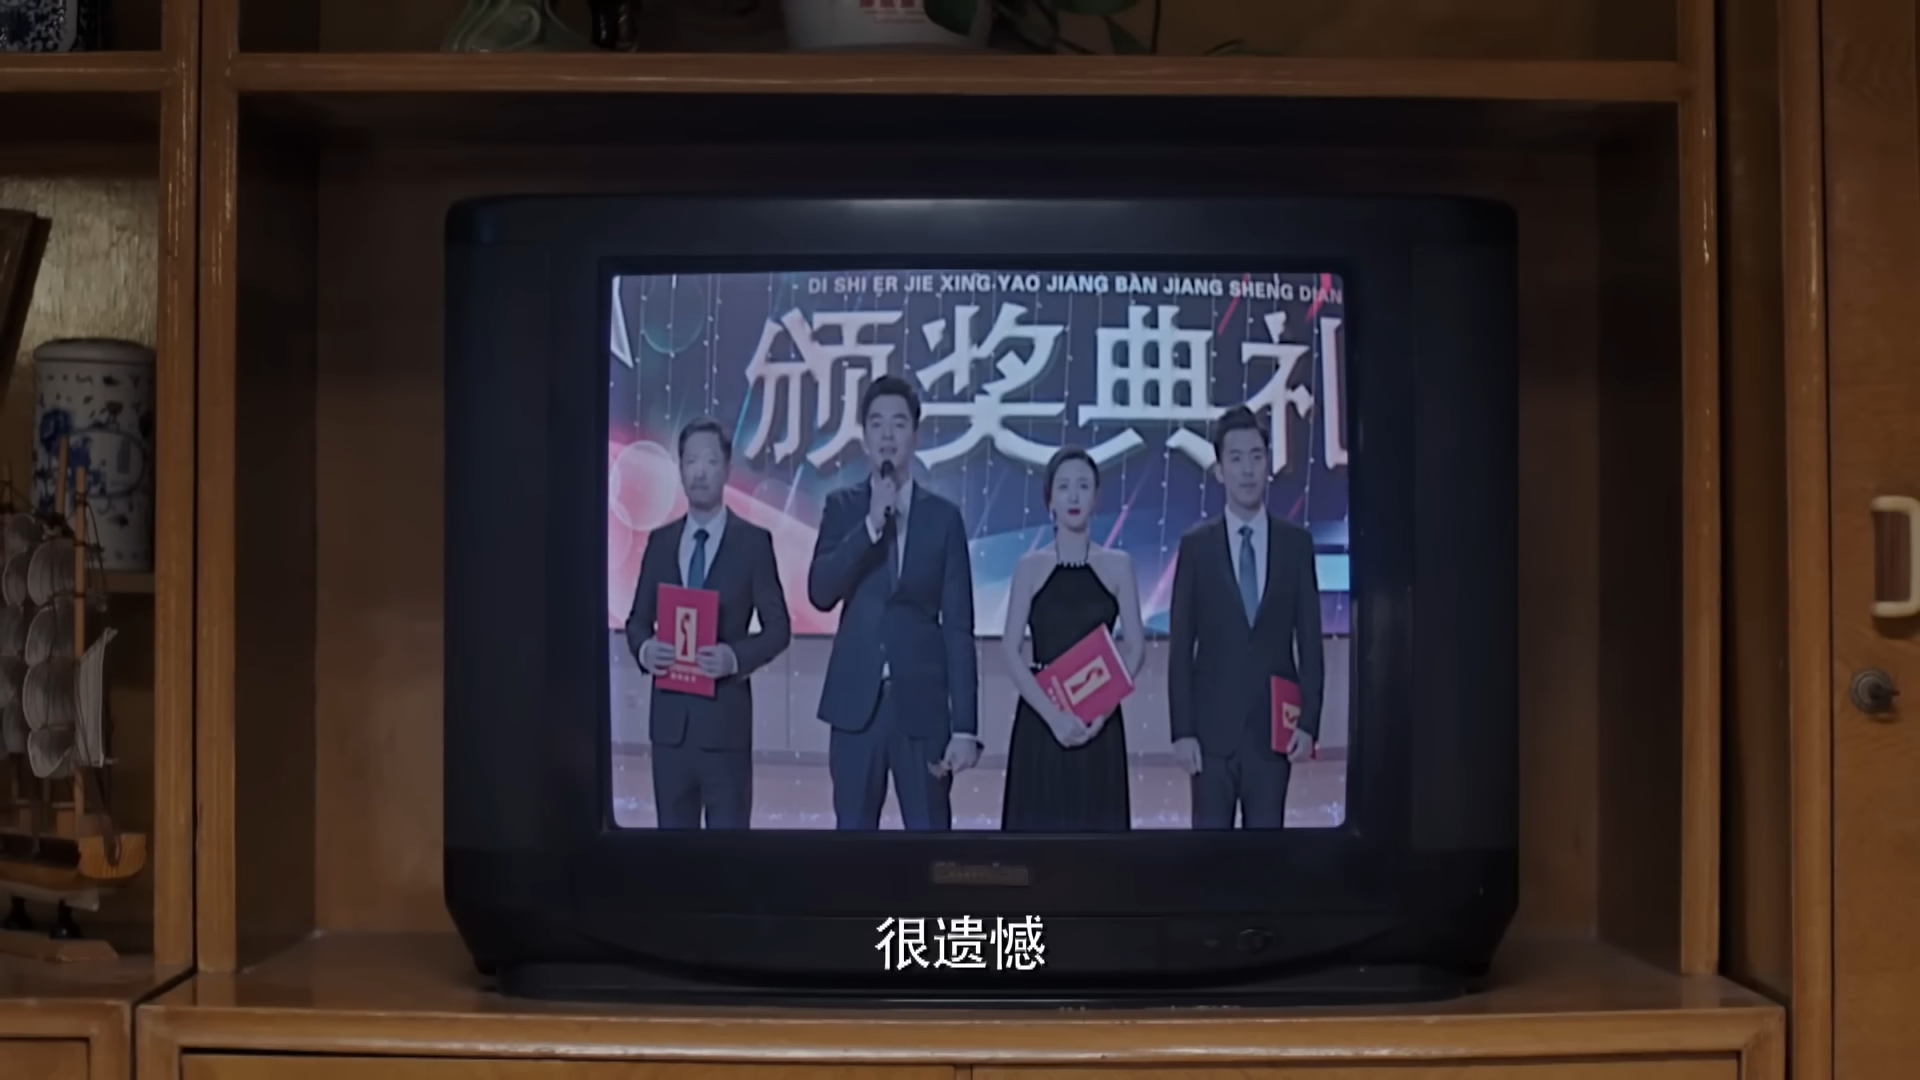 DI SHI ER JIE XING YAO JIANG BAN JIANG SHENG DIAN
颁奖典礼
很遗憾